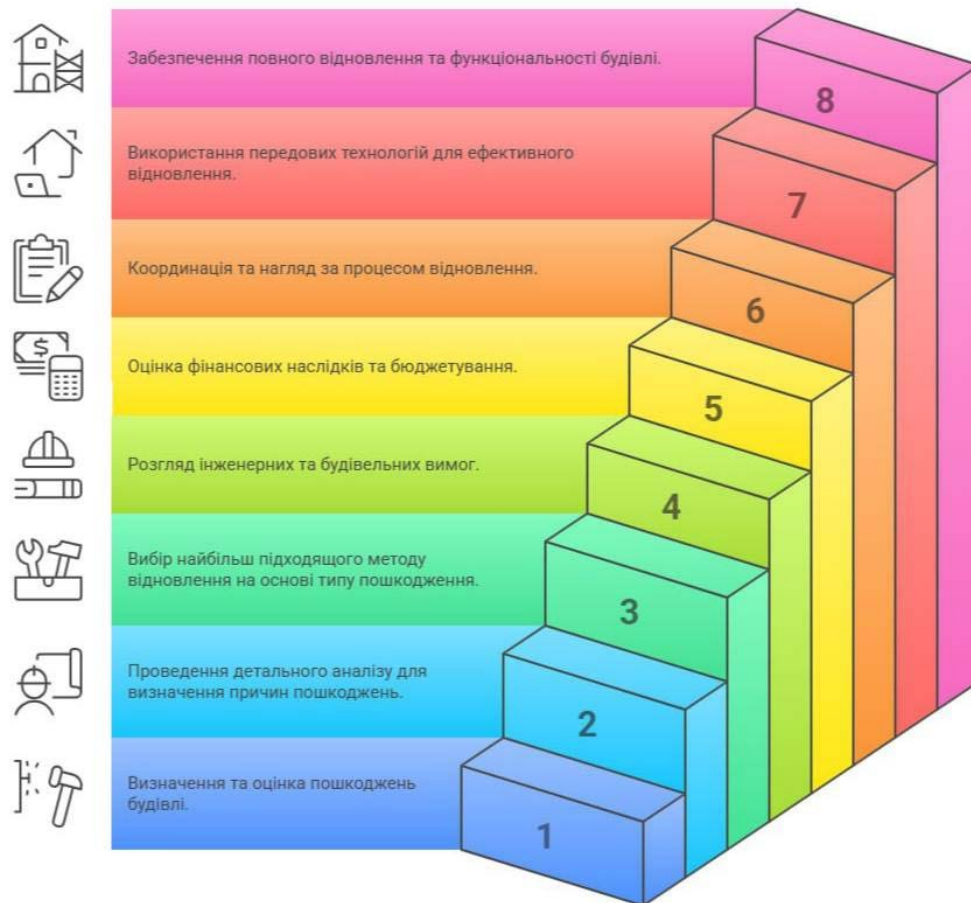 Забезпечення повного відновлення та функціональності будівлі.
8
Використання передових технологій для ефективного
відновлення.
7
Координація та нагляд за процесом відновлення.
6
$
Оцінка фінансових наслідків та бюджетування.
5
Розгляд інженерних та будівельних вимог.
4
Вибір найбільш підходящого методу
відновлення на основі типу пошкодження.
3
Проведення детального аналізу для
визначення причин пошкоджень.
2
Визначення та оцінка пошкоджень
будівлі.
1